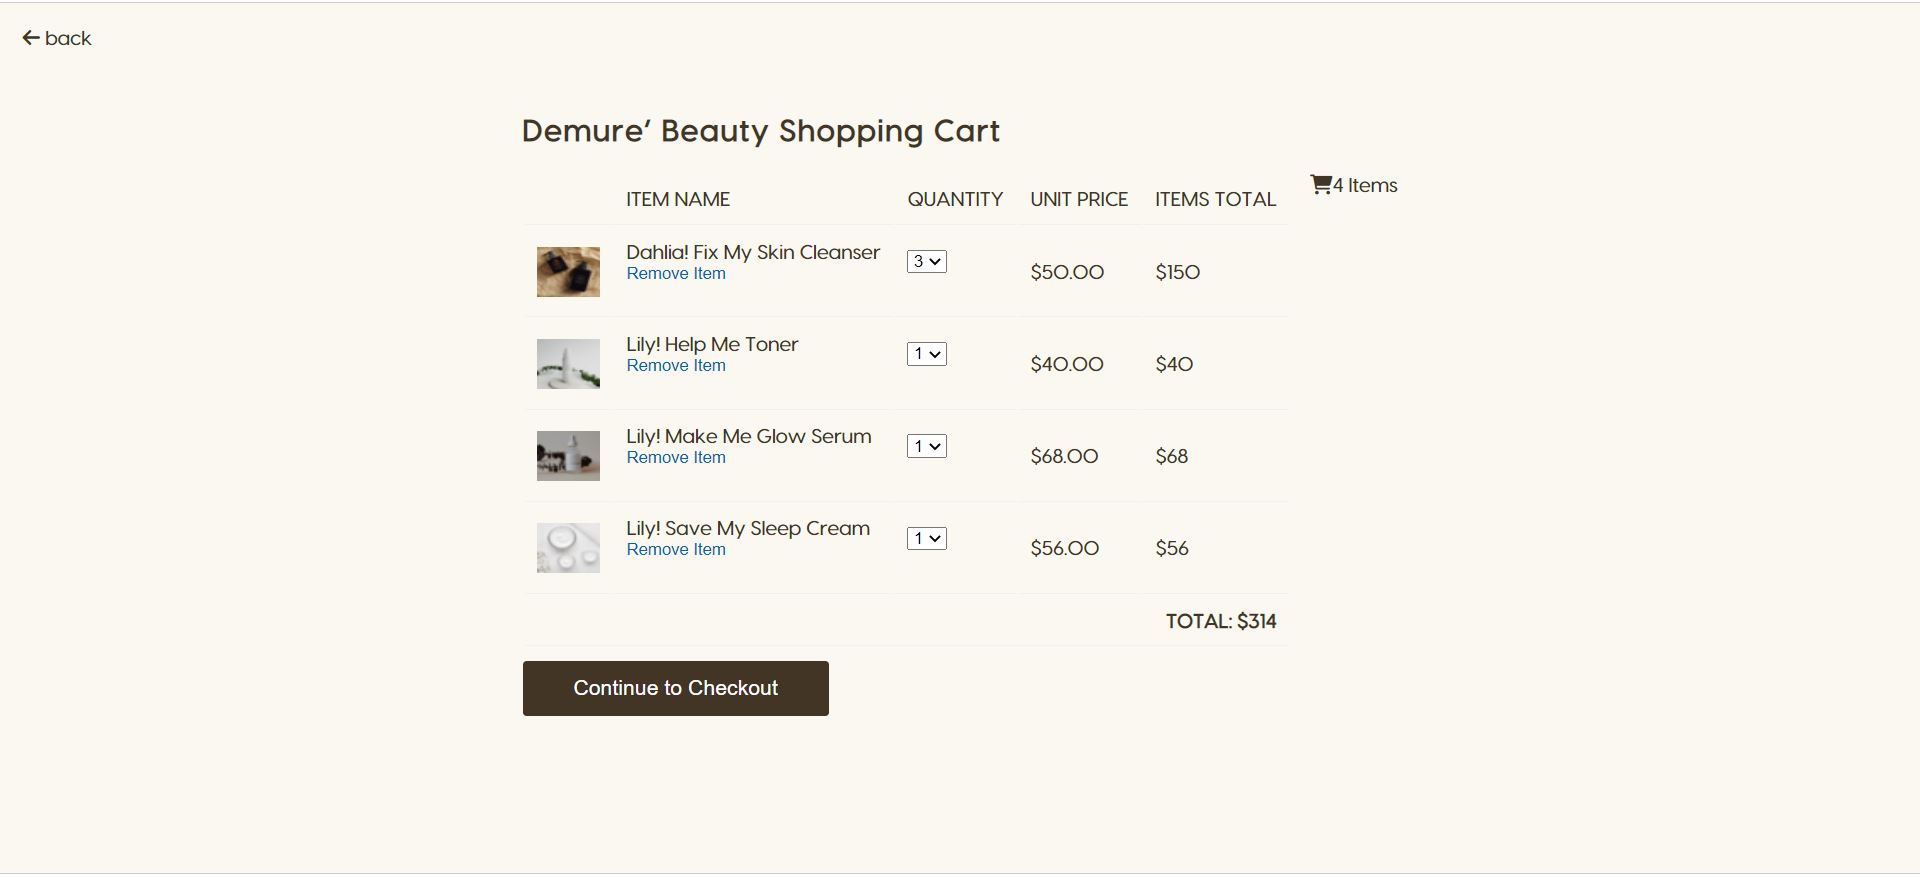 back
Demure’ Beauty Shopping Cart
4 Items
ITEM NAME QUANTITY UNIT PRICE ITEMS TOTAL
Dahlia! Fix My Skin Cleanser
Remove Item
3
$50.00 $150
Lily! Help Me Toner
Remove Item
1
$40.00 $40
Lily! Make Me Glow Serum
Remove Item
1
$68.00 $68
Lily! Save My Sleep Cream
Remove Item
1
$56.00 $56
TOTAL: $314
Continue to Checkout